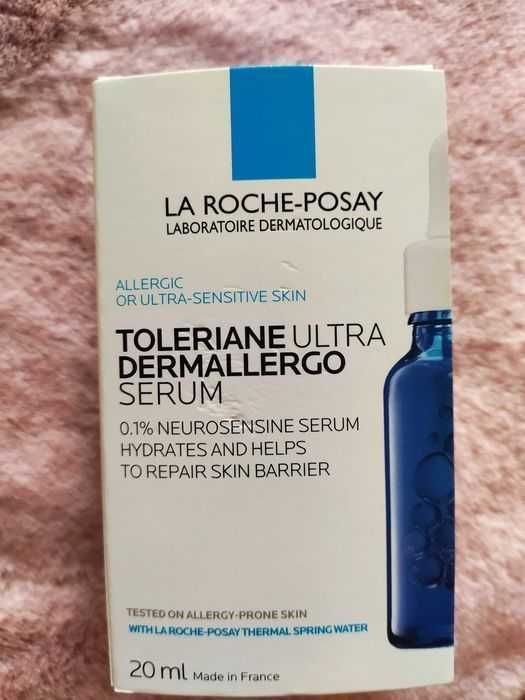 LA ROCHE-POSAY
LABORATOIRE DERMATOLOGIQUE
ALLERGIC
OR ULTRA-SENSITIVE SKIN
TOLERIANE ULTRA
DERMALLERGO
SERUM
0.1% NEUROSENSINE SERUM
HYDRATES AND HELPS
TO REPAIR SKIN BARRIER
TESTED ON ALLERGY-PRONE SKIN
WITH LA ROCHE-POSAY THERMAL SPRING WATER
20 ml Made in France